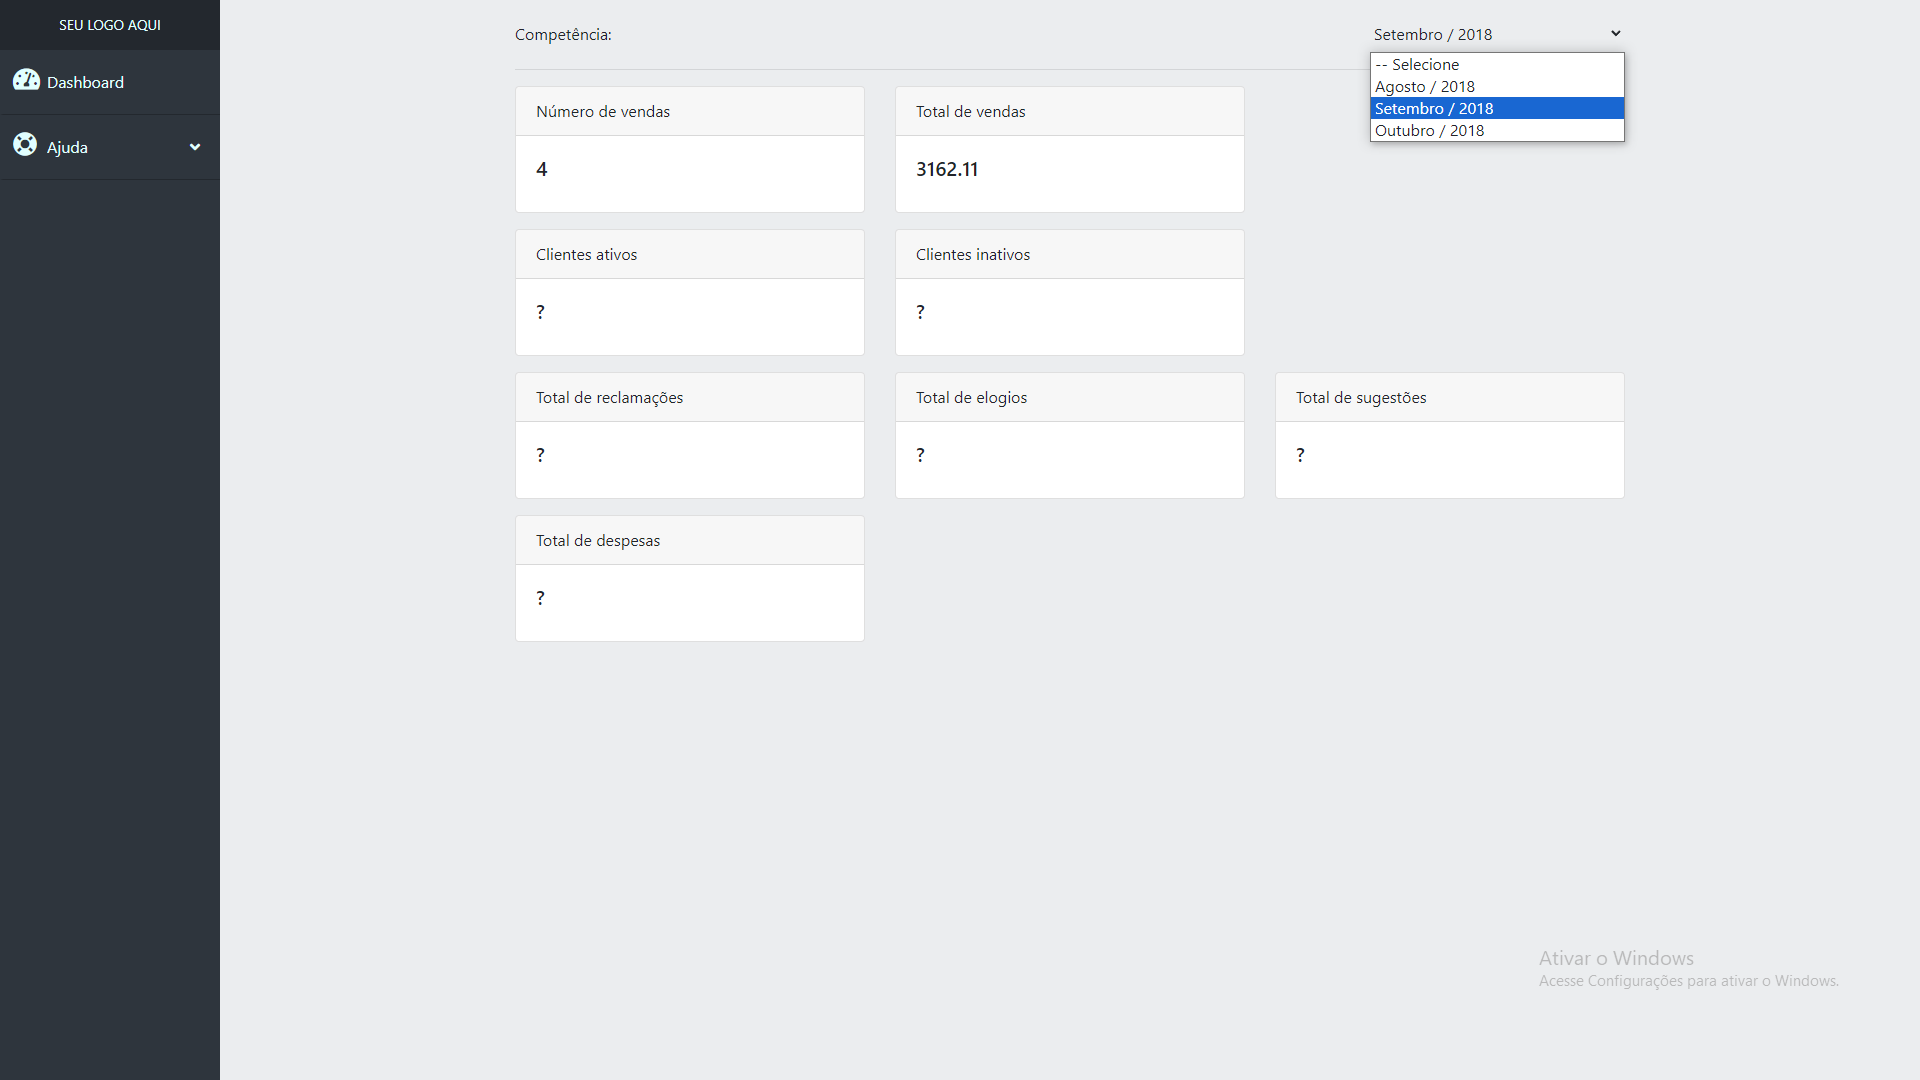 SEU LOGO AQUI
Dashboard
Ajuda
Competência:
Setembro / 2018
-- Selecione
Agosto / 2018
Setembro / 2018
Outubro / 2018
Número de vendas
4
Total de vendas
3162.11
Clientes ativos
?
Clientes inativos
?
Total de reclamações
?
Total de elogios
?
Total de sugestões
?
Total de despesas
?
Ativar o Windows
Acesse Configurações para ativar o Windows.